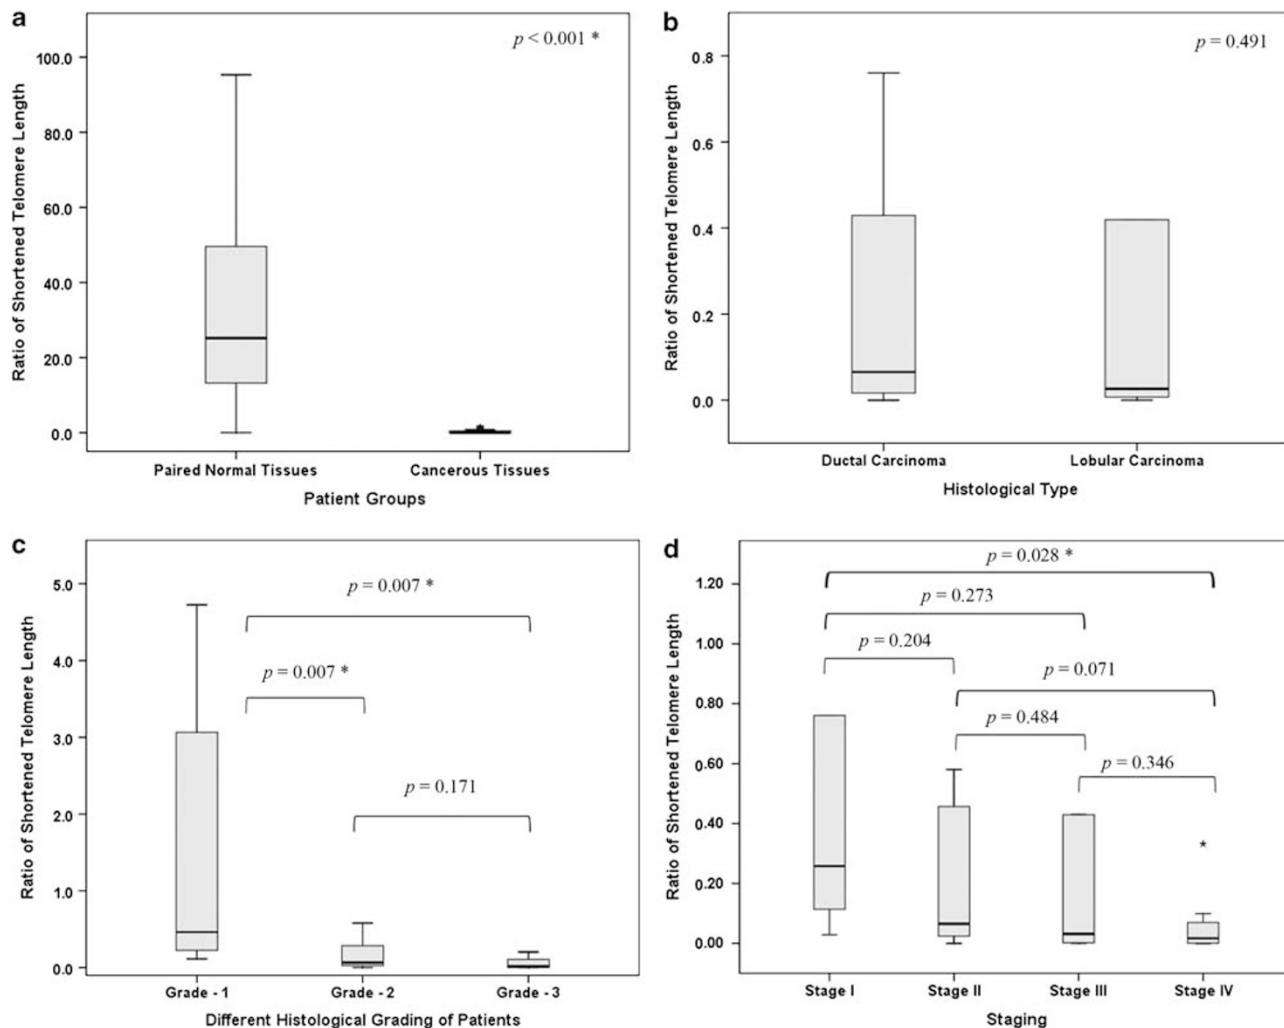 a
p < 0.001 *
Ratio of Shortened Telomere Length
100.0
80.0
60.0
40.0
20.0
0.0
Paired Normal Tissues
Cancerous Tissues
Patient Groups
b
p = 0.491
Ratio of Shortened Telomere Length
0.8
0.6
0.4
0.2
0.0
Ductal Carcinoma
Lobular Carcinoma
Histological Type
c
p = 0.007 *
p = 0.007 *
p = 0.171
Ratio of Shortened Telomere Length
5.0
4.0
3.0
2.0
1.0
0.0
Grade - 1
Grade - 2
Grade - 3
Different Histological Grading of Patients
d
p = 0.028 *
p = 0.273
p = 0.204
p = 0.071
p = 0.484
p = 0.346
*
Ratio of Shortened Telomere Length
1.20
1.00
0.80
0.60
0.40
0.20
0.00
Stage I
Stage II
Stage III
Stage IV
Staging